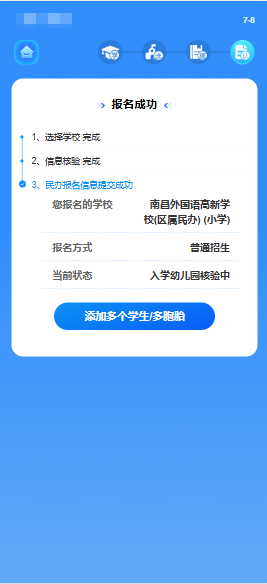 7-8
报名成功
1、选择学校 完成
2、信息核验 完成
3、民办报名信息提交成功
您报名的学校
南昌外国语高新学
校(区属民办) (小学)
报名方式
普通招生
当前状态
入学幼儿园核验中
添加多个学生/多胞胎